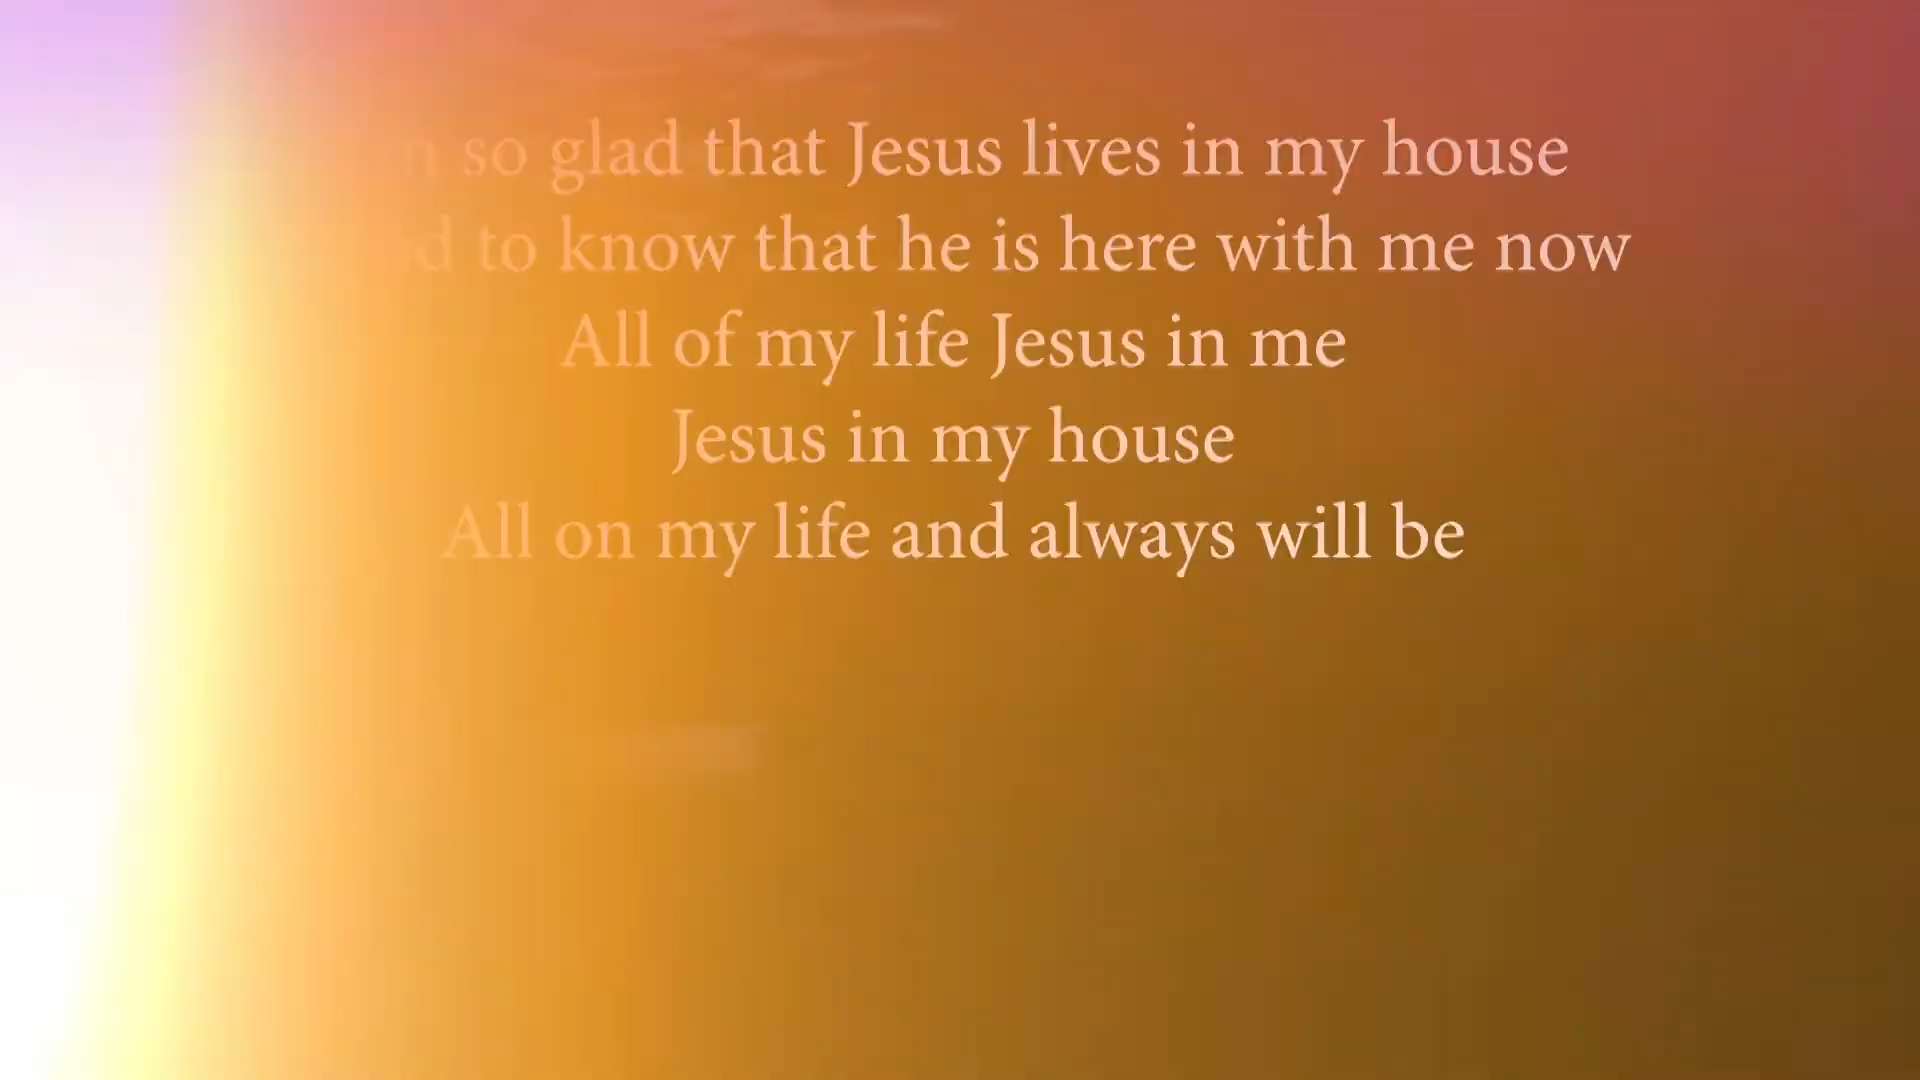 so glad that Jesus lives in my house
to know that he is here with me now
All of my life Jesus in me
Jesus in my house
All on my life and always will be